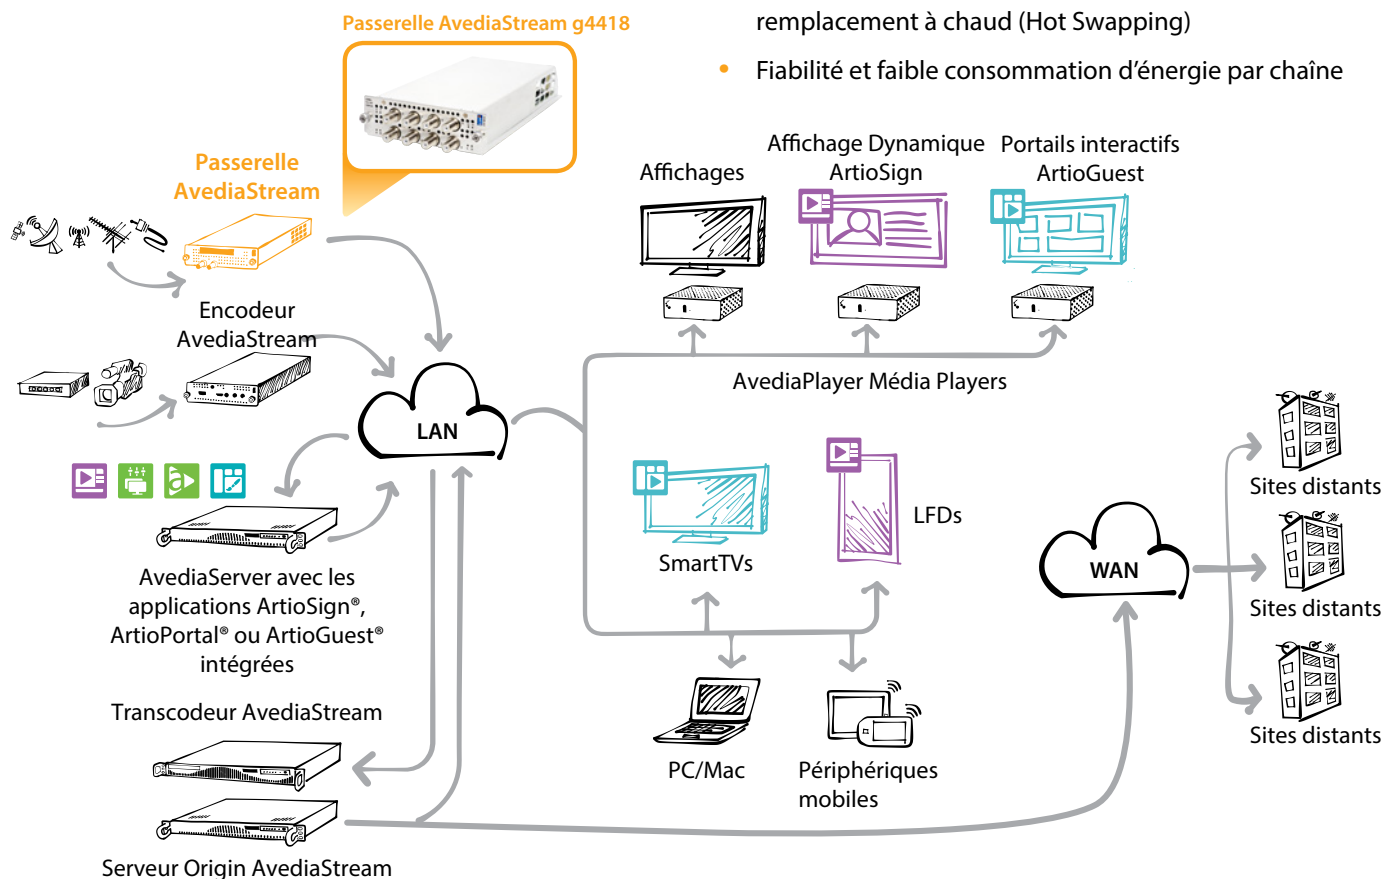 Passerelle AvediaStream g4418
remplacement à chaud (Hot Swapping)
• Fiabilité et faible consommation d’énergie par chaîne
Passerelle
AvediaStream
Affichages
Affichage Dynamique
ArtioSign
Portails interactifs
ArtioGuest
Encodeur
AvediaStream
AvediaPlayer Média Players
LAN
SmartTVs
LFDs
WAN
Sites distants
Sites distants
Sites distants
AvediaServer avec les
applications ArtioSign®,
ArtioPortal® ou ArtioGuest®
intégrées
Transcodeur AvediaStream
PC/Mac
Périphériques
mobiles
Serveur Origin AvediaStream